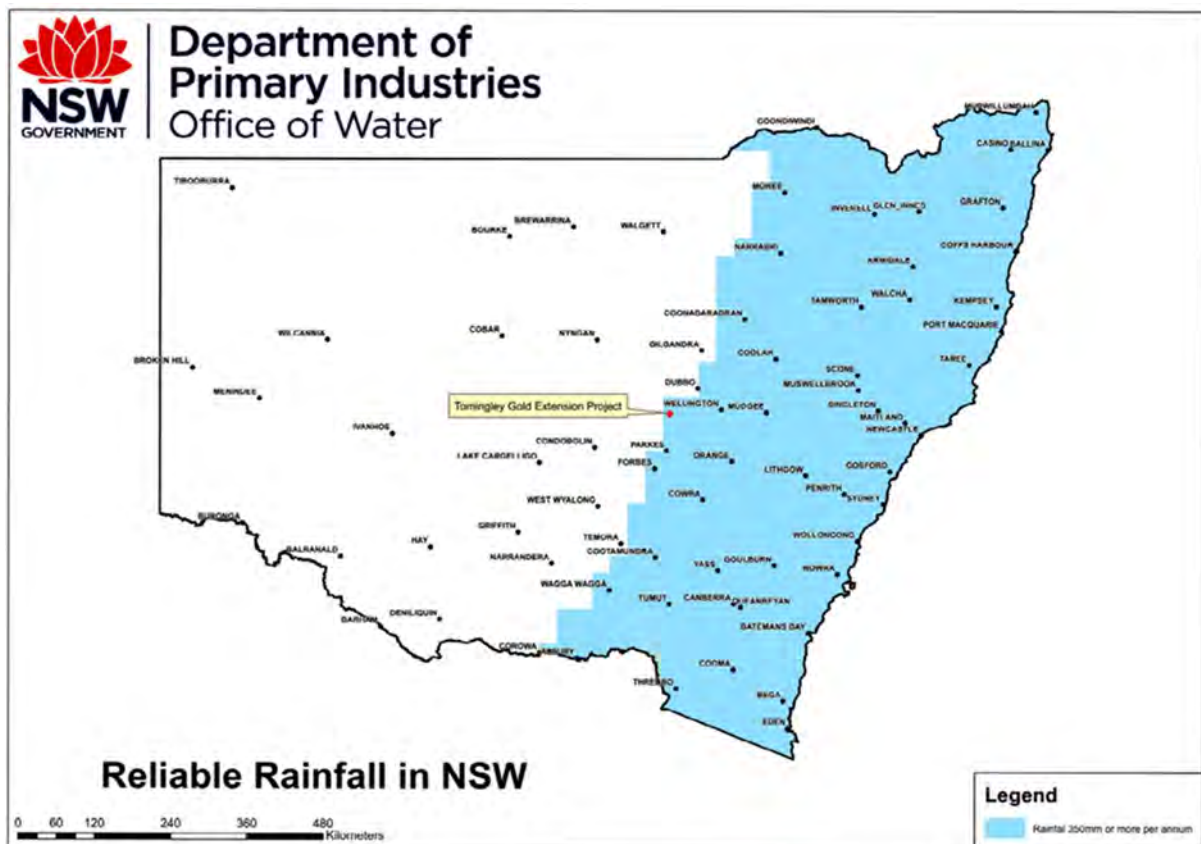 Department of
Primary Industries
Office of Water
NSW
GOVERNMENT
MURWILLUMBAH
GOONDIWINDI
CASINO
BALLINA
TIBOOBURRA
MOREE
INVERELL
GLEN_INNES
GRAFTON
BREWARRINA
WALGETT
BOURKE
NARRABRI
COFFS HARBOUR
ARMIDALE
WALCHA
TAMWORTH
KEMPSEY
COONABARABRAN
PORT MACQUARIE
WILCANNIA
COBAR
NYNGAN
GILGANDRA
COOLAH
BROKEN HILL
TAREE
SCONE
DUBBO
MUSWELLBROOK
MENINDEE
Tomingley Gold Extension Project
WELLINGTON
MUDGEE
SINGLETON
MAITLAND
NEWCASTLE
IVANHOE
CONDOBOLIN
PARKES
LAKE CARGELLIGO
FORBES
ORANGE
LITHGOW
GOSFORD
PENRITH
SYDNEY
COWRA
WEST WYALONG
BURONGA
GRIFFITH
WOLLONGONG
HAY
TEMORA
BALRANALD
NARRANDERA
COOTAMUNDRA
YASS
GOULBURN
NOWRA
WAGGA WAGGA
TUMUT
CANBERRA
QUEANBEYAN
DENILIQUIN
BARHAM
BATEMANS BAY
COROWA
ALBURY
COOMA
THREDBO
BEGA
EDEN
Reliable Rainfall in NSW
0 60 120 240 360 480
Kilometers
Legend
Rainfal 350mm or more per annum